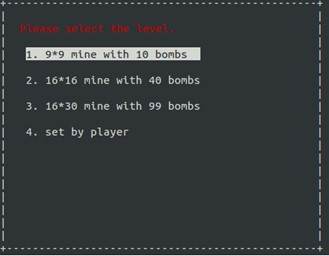 Please select the level.
1. 9*9 mine with 10 bombs
2. 16*16 mine with 40 bombs
3. 16*30 mine with 99 bombs
4. set by player